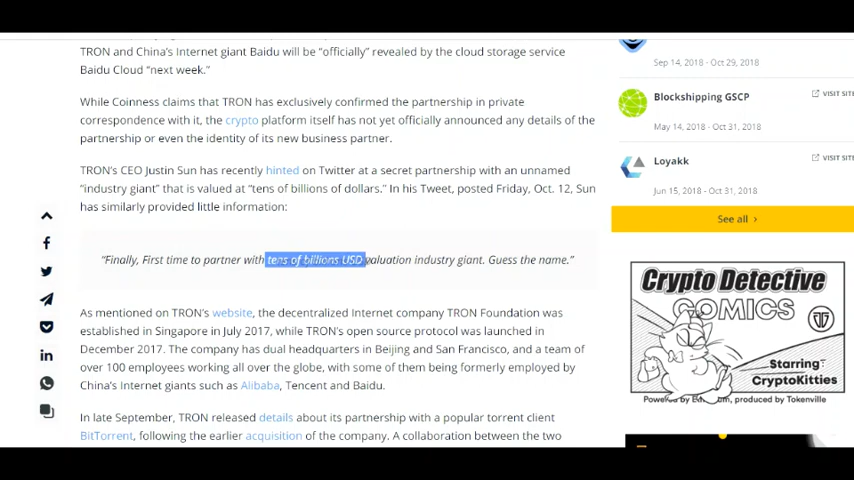 TRON and China's Internet giant Baidu will be "officially" revealed by the cloud storage service
Baidu Cloud "next week."
While Coinness claims that TRON has exclusively confirmed the partnership in private
correspondence with it, the crypto platform itself has not yet officially announced any details of the
partnership or even the identity of its new business partner.
TRON's CEO Justin Sun has recently hinted on Twitter at a secret partnership with an unnamed
"industry giant" that is valued at "tens of billions of dollars." In his Tweet, posted Friday, Oct. 12, Sun
has similarly provided little information:
"Finally, First time to partner with tens of billions USD valuation industry giant. Guess the name."
As mentioned on TRON's website, the decentralized Internet company TRON Foundation was
established in Singapore in July 2017, while TRON's open source protocol was launched in
December 2017. The company has dual headquarters in Beijing and San Francisco, and a team of
over 100 employees working all over the globe, with some of them being formerly employed by
China's Internet giants such as Alibaba, Tencent and Baidu.
In late September, TRON released details about its partnership with a popular torrent client
BitTorrent, following the earlier acquisition of the company. A collaboration between the two
Sep 14, 2018 - Oct 29, 2018
Blockshipping GSCP
VISIT SITE
May 14, 2018 - Oct 31, 2018
Loyakk
VISIT SITE
Jun 15, 2018 - Oct 31, 2018
See all >
Crypto Detective
COMICS
Starring:
CryptoKitties
produced by Tokenville